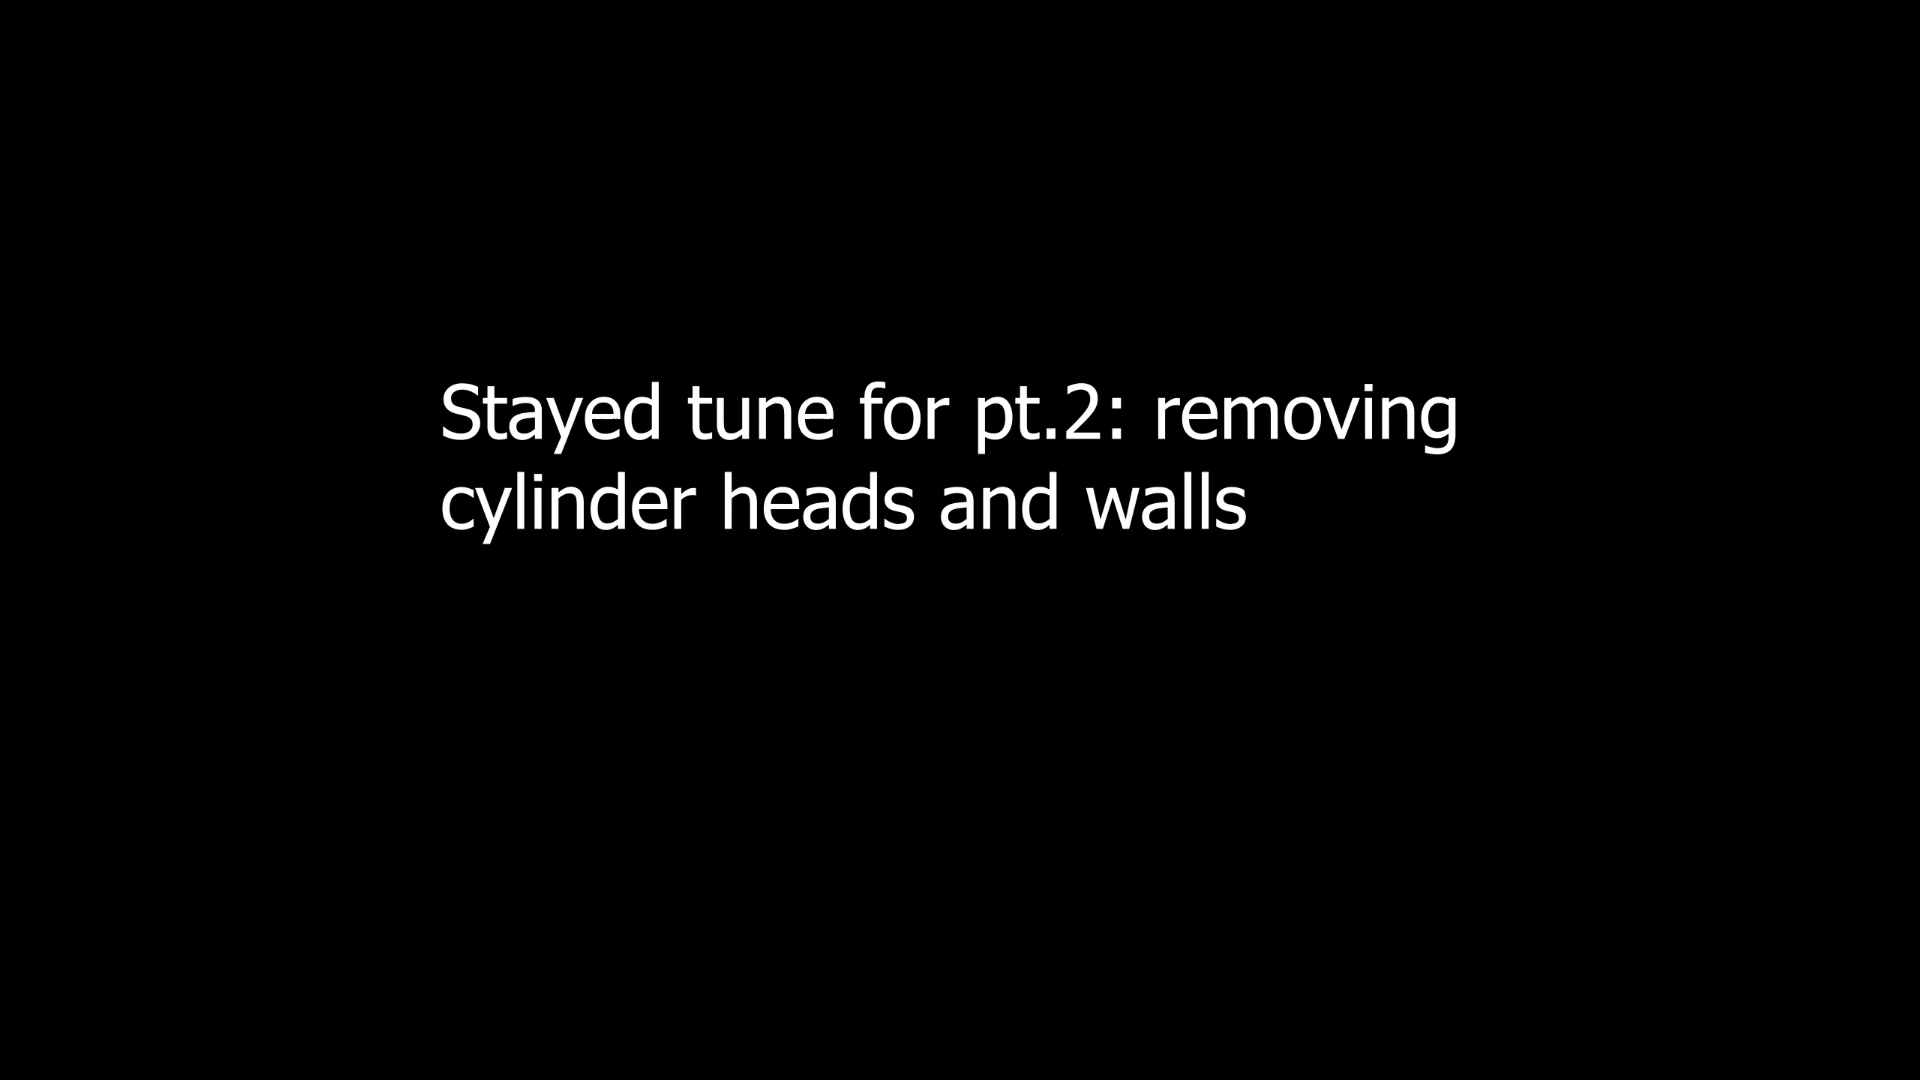 Stayed tune for pt.2: removing
cylinder heads and walls